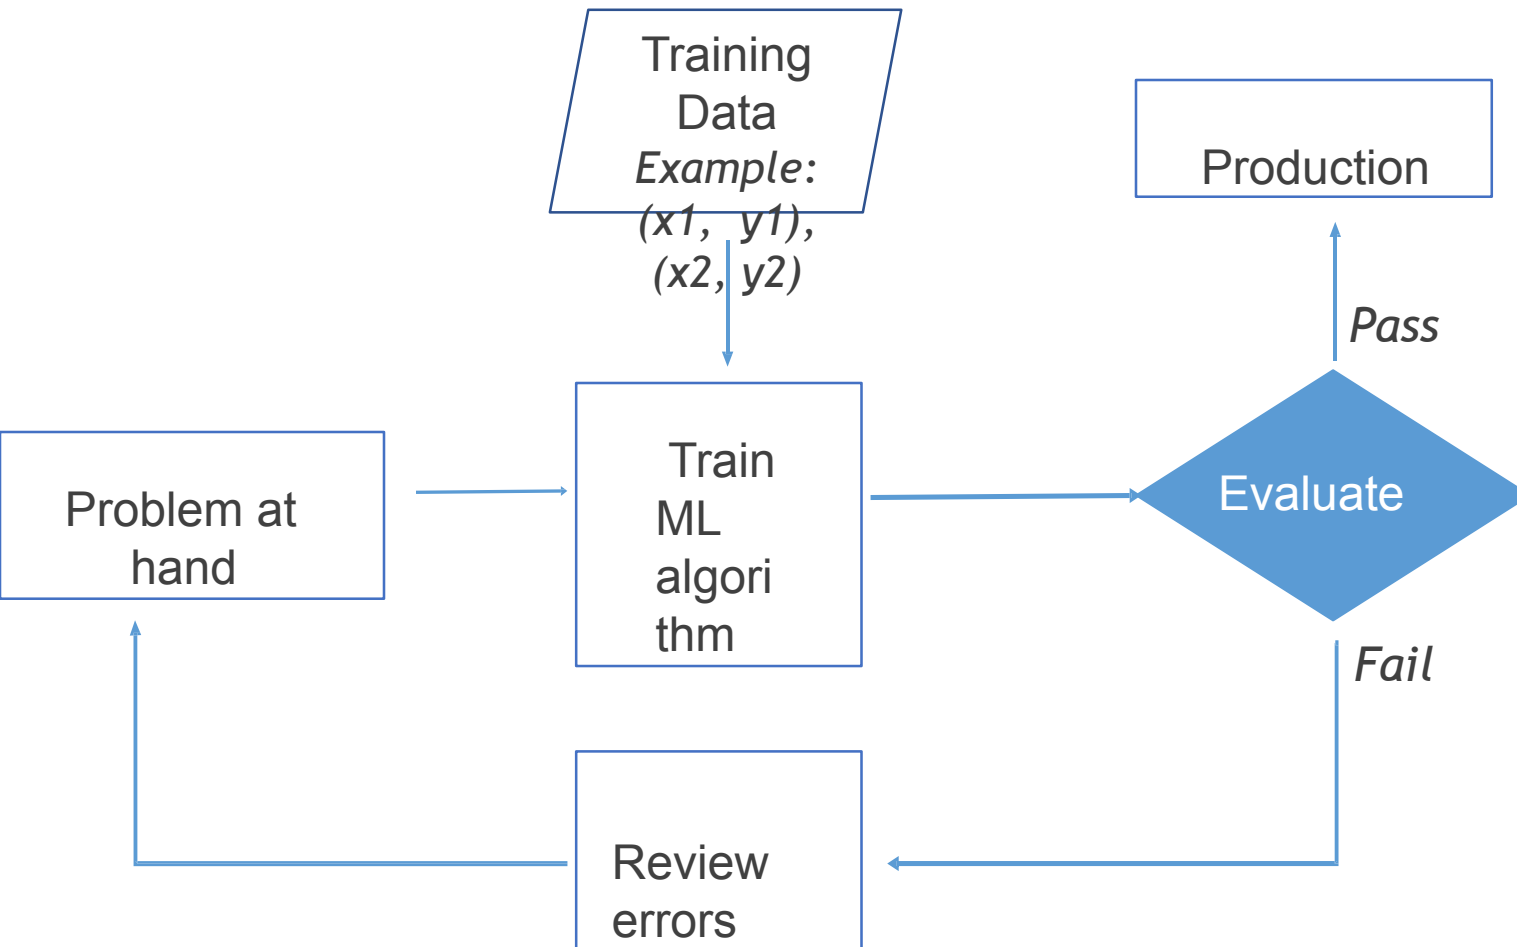 Training
Data
Example:
(x1, y1),
(x2, y2)
Production
Pass
Problem at
hand
Train
ML
algori
thm
Evaluate
Fail
Review
errors